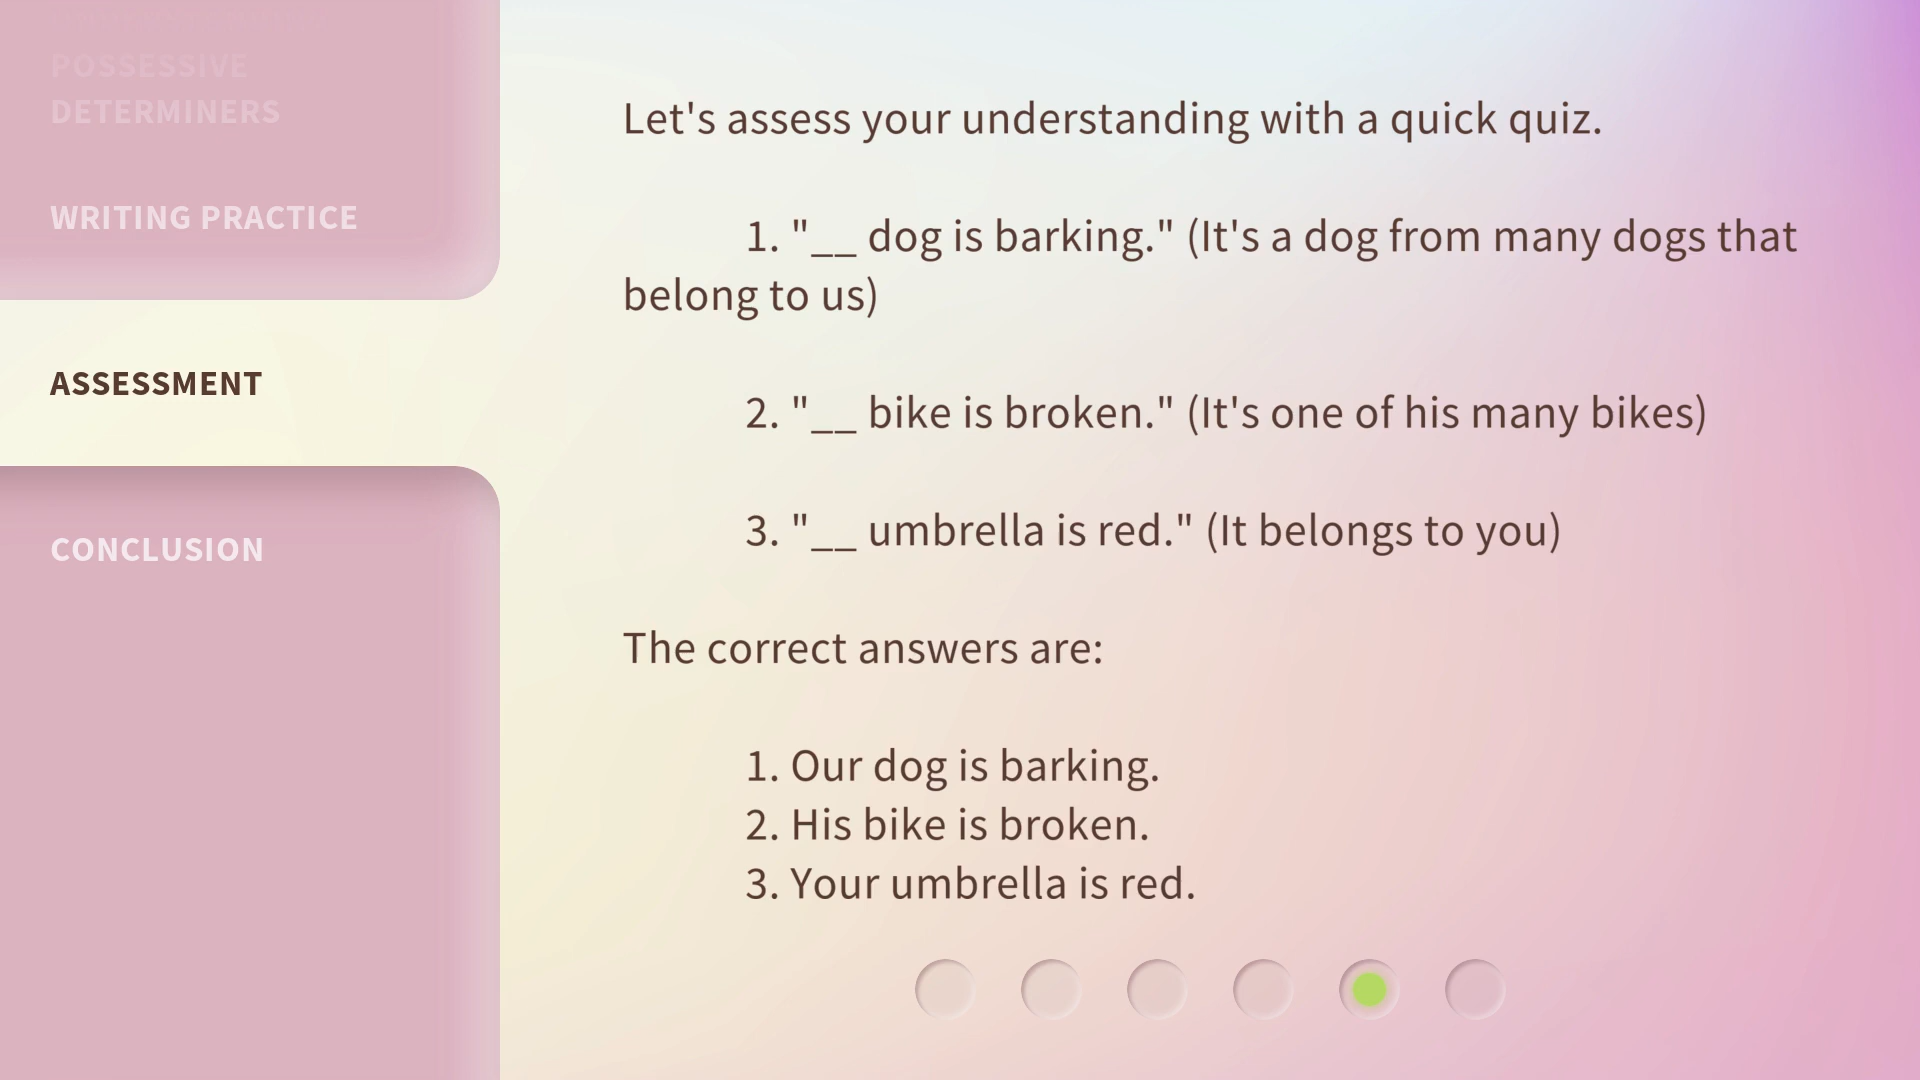 POSSESSIVE
DETERMINERS
WRITING PRACTICE
ASSESSMENT
CONCLUSION
Let's assess your understanding with a quick quiz.
1. "__ dog is barking." (It's a dog from many dogs that
belong to us)
2. "__ bike is broken." (It's one of his many bikes)
3. "__ umbrella is red." (It belongs to you)
The correct answers are:
1. Our dog is barking.
2. His bike is broken.
3. Your umbrella is red.